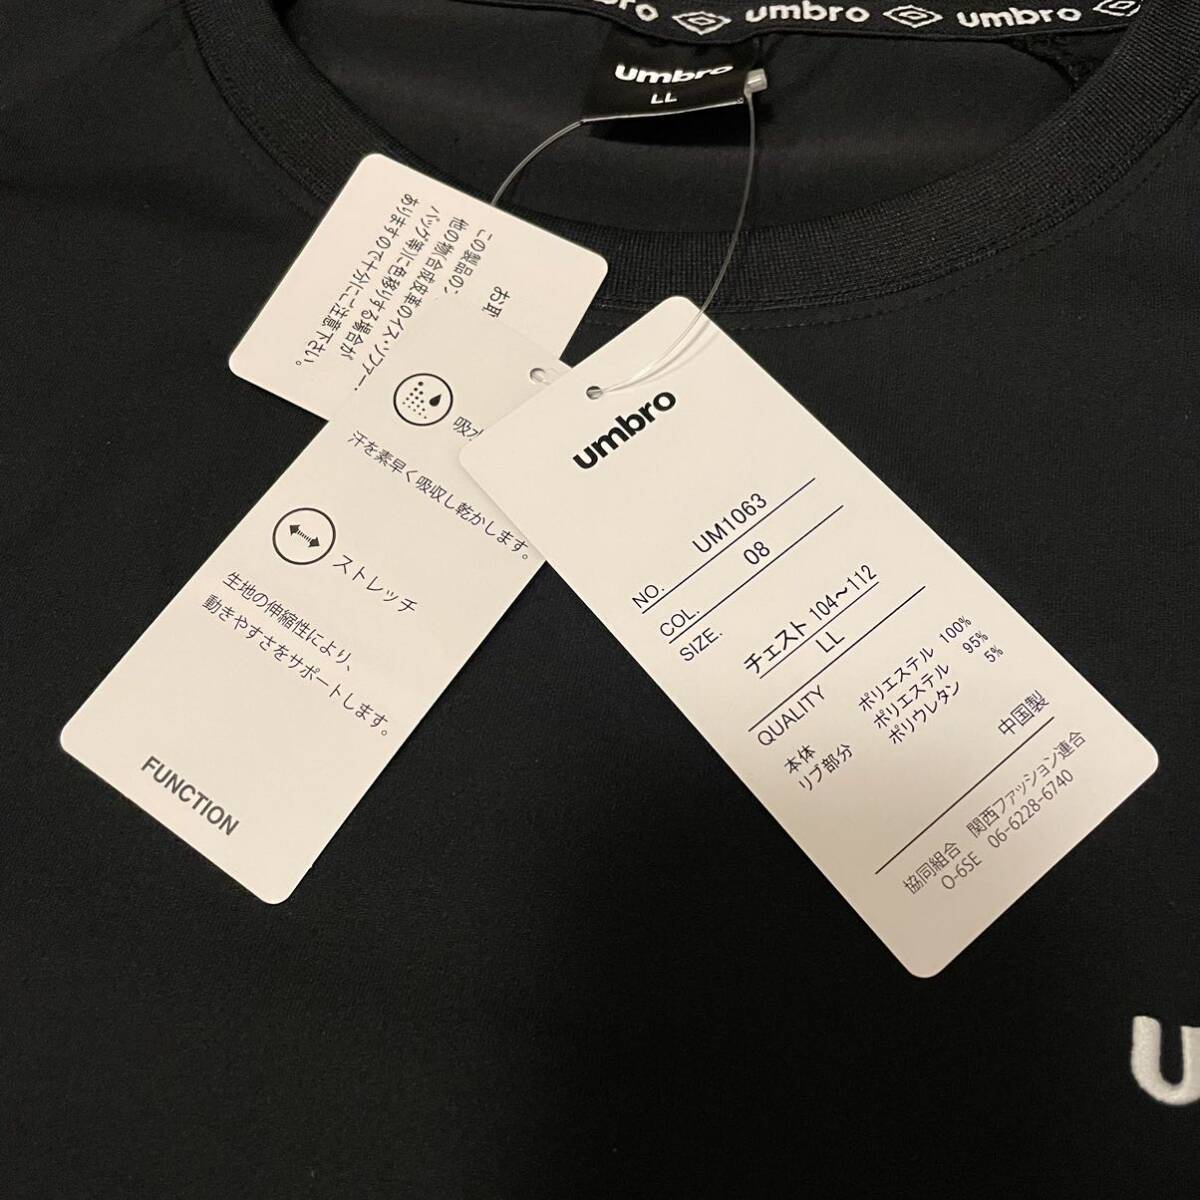 umbro umbro umbro
umbro
LL
お取
この製品の
他の物(合成皮革のイス・ソファー・
バッグ等)に色移りする場合が
ありますので十分にご注意下さい。
吸水
汗を素早く吸収し乾かします。
ストレッチ
生地の伸縮性により、
動きやすさをサポートします。
FUNCTION
umbro
NO. UM1063
COL. 08
SIZE. チェスト 104～112
LL
QUALITY
本体 ポリエステル 100%
リブ部分 ポリエステル 95%
ポリウレタン 5%
中国製
協同組合 関西ファッション連合
O-6SE 06-6228-6740
u